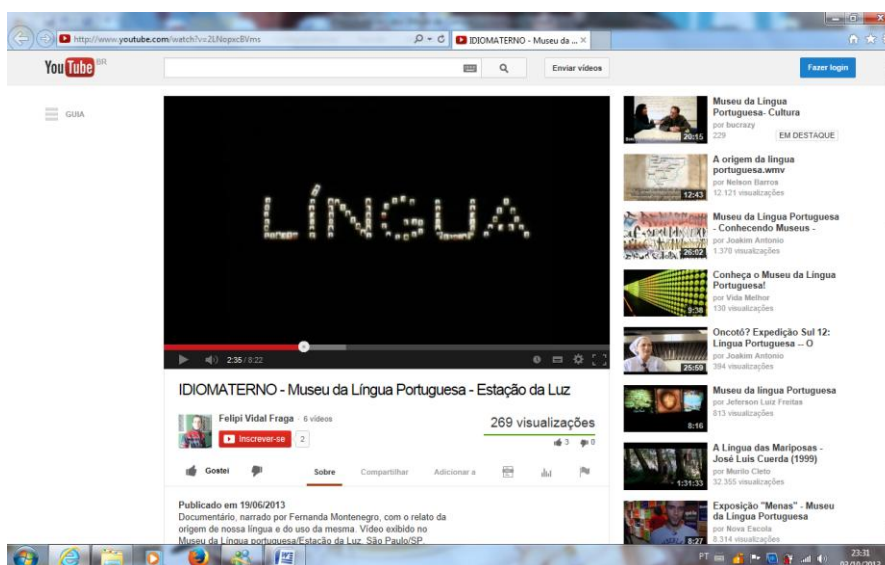 http://www.youtube.com/watch?v=2LNopxcBVms
IDIOMATERNO - Museu da ...
YouTube BR
Enviar vídeos
Fazer login
GUIA
LÍNGUA
2:35 / 8:22
IDIOMATERNO - Museu da Língua Portuguesa - Estação da Luz
Felipi Vidal Fraga · 6 vídeos
Inscrever-se 2
269 visualizações
3 0
Gostei
Sobre Compartilhar Adicionar a
Publicado em 19/06/2013
Documentário, narrado por Fernanda Montenegro, com o relato da
origem de nossa língua e do uso da mesma. Vídeo exibido no
Museu da Língua portuguesa/Estação da Luz. São Paulo/SP.
20:15
Museu da Língua
Portuguesa- Cultura
por bucrazy
229 EM DESTAQUE
12:43
A origem da lingua
portuguesa.wmv
por Nelson Barros
12.121 visualizações
26:02
Museu da Lingua Portuguesa
- Conhecendo Museus -
por Joakim Antonio
1.370 visualizações
9:38
Conheça o Museu da Língua
Portuguesa!
por Vida Melhor
130 visualizações
25:59
Oncotô? Expedição Sul 12:
Língua Portuguesa -- O
por Joakim Antonio
394 visualizações
8:16
Museu da lingua Portuguesa
por Jeferson Luiz Freitas
813 visualizações
1:31:33
A Lingua das Mariposas -
José Luis Cuerda (1999)
por Murilo Cleto
32.355 visualizações
8:27
Exposição "Menas" - Museu
da Língua Portuguesa
por Nova Escola
8.314 visualizações
PT
23:31